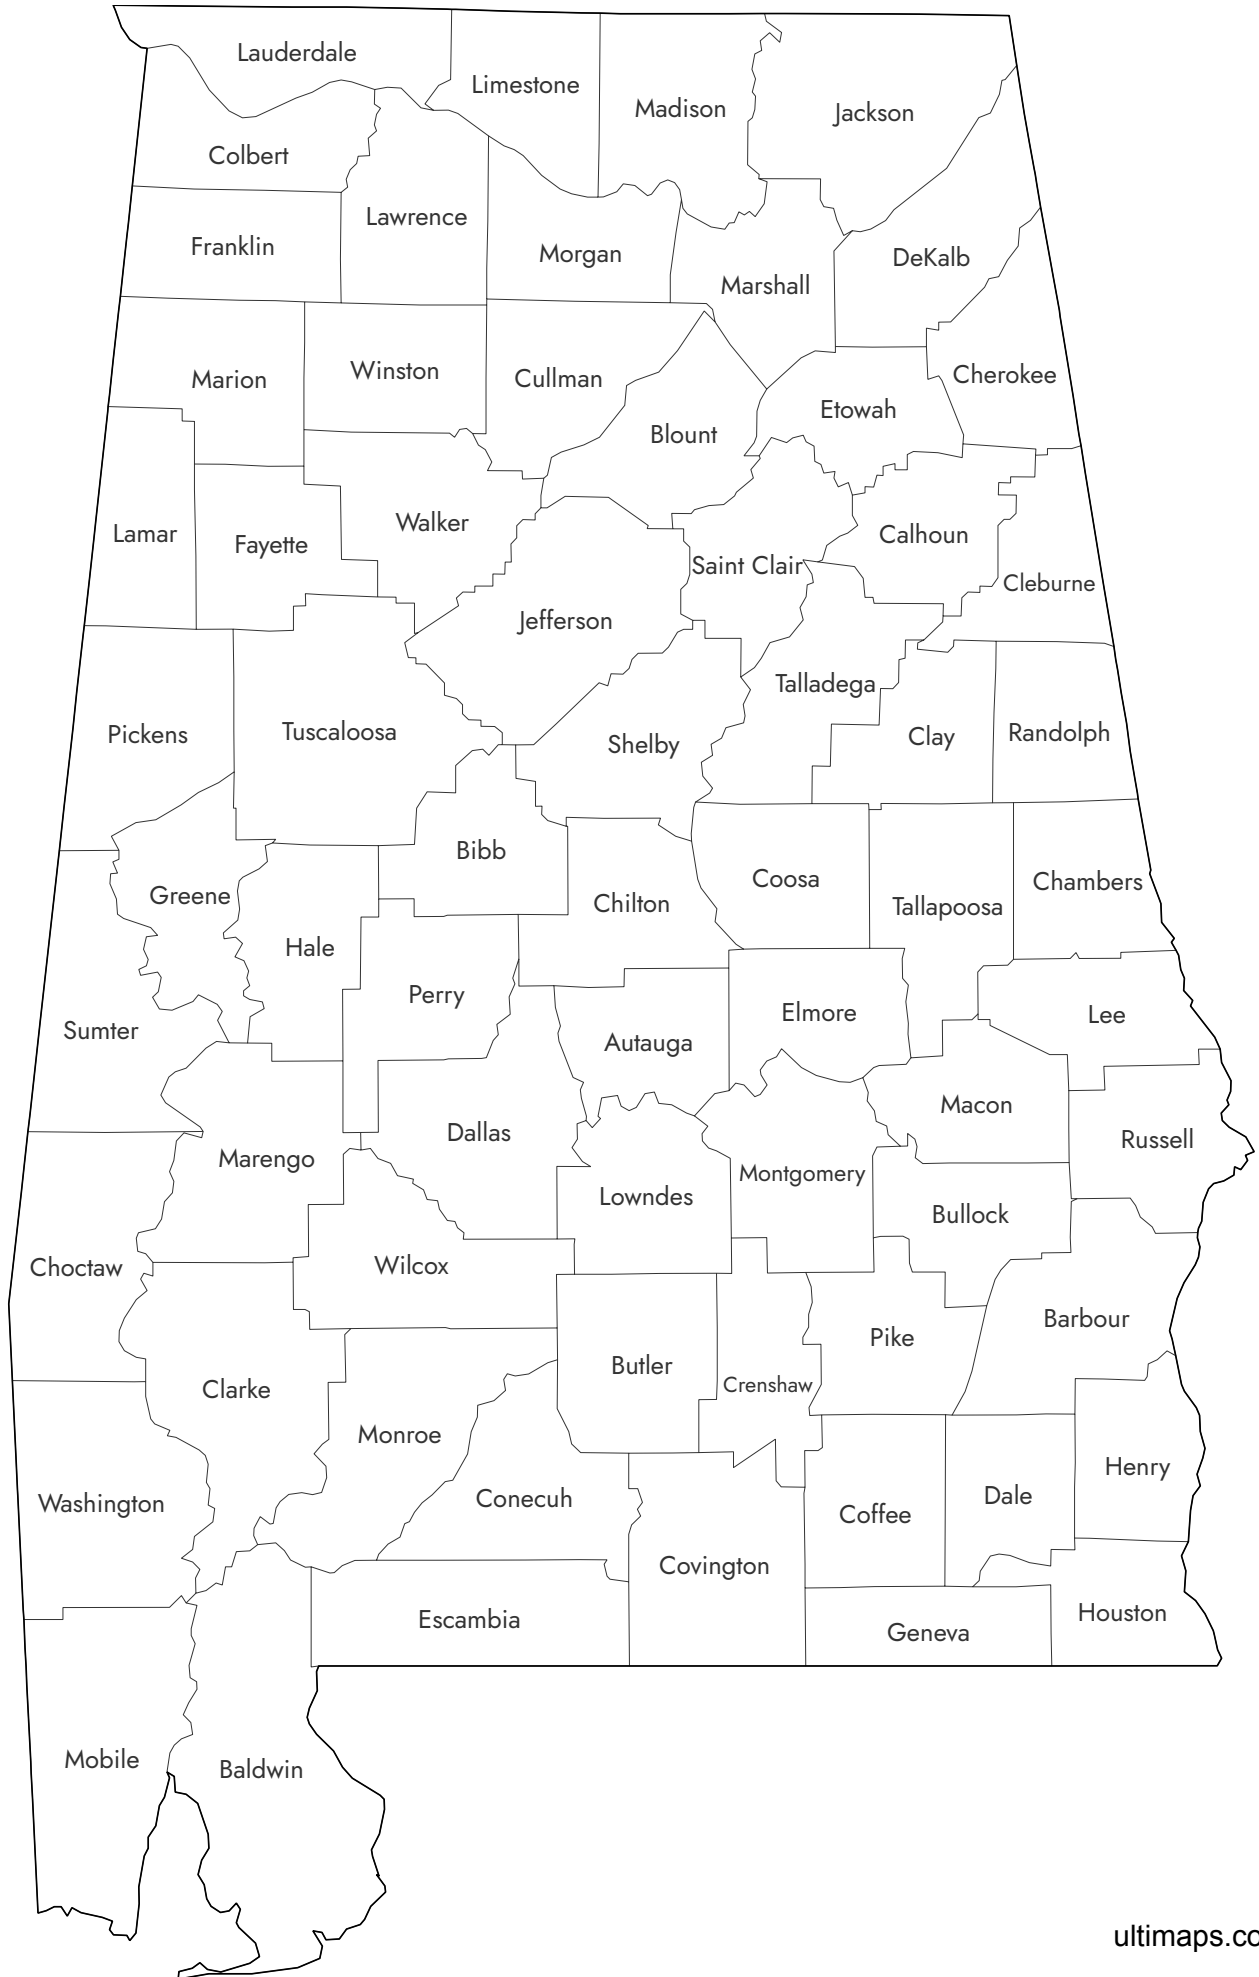 Lauderdale
Limestone
Madison
Jackson
Colbert
Lawrence
Franklin
Morgan
DeKalb
Marshall
Marion
Winston
Cullman
Cherokee
Etowah
Blount
Lamar
Fayette
Walker
Calhoun
Saint Clair
Cleburne
Jefferson
Talladega
Pickens
Tuscaloosa
Shelby
Clay
Randolph
Bibb
Greene
Chilton
Coosa
Tallapoosa
Chambers
Hale
Perry
Elmore
Lee
Sumter
Autauga
Macon
Dallas
Russell
Marengo
Montgomery
Lowndes
Bullock
Choctaw
Wilcox
Barbour
Pike
Butler
Clarke
Crenshaw
Monroe
Henry
Washington
Conecuh
Dale
Coffee
Covington
Escambia
Geneva
Houston
Mobile
Baldwin
ultimaps.co